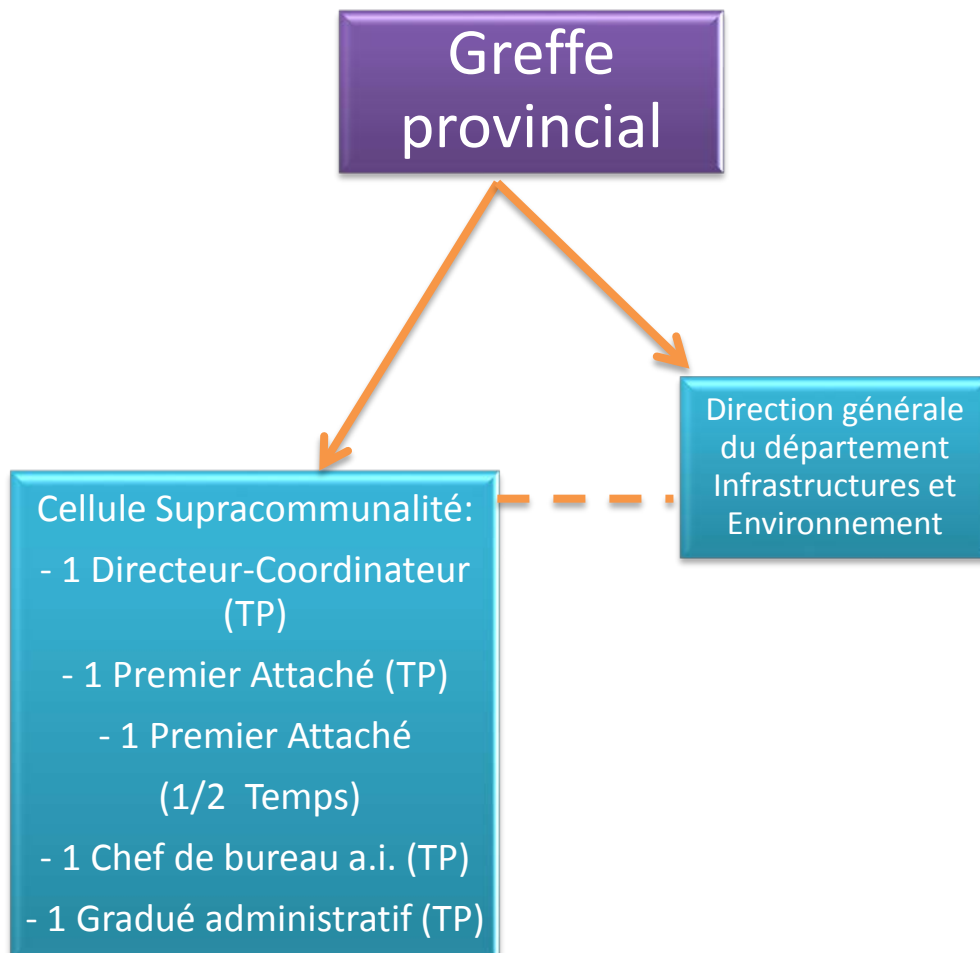 Greffe
provincial
Direction générale
du département
Infrastructures et
Environnement
Cellule Supracommunalité:
- 1 Directeur-Coordinateur
(TP)
- 1 Premier Attaché (TP)
- 1 Premier Attaché
(1/2 Temps)
- 1 Chef de bureau a.i. (TP)
- 1 Gradué administratif (TP)